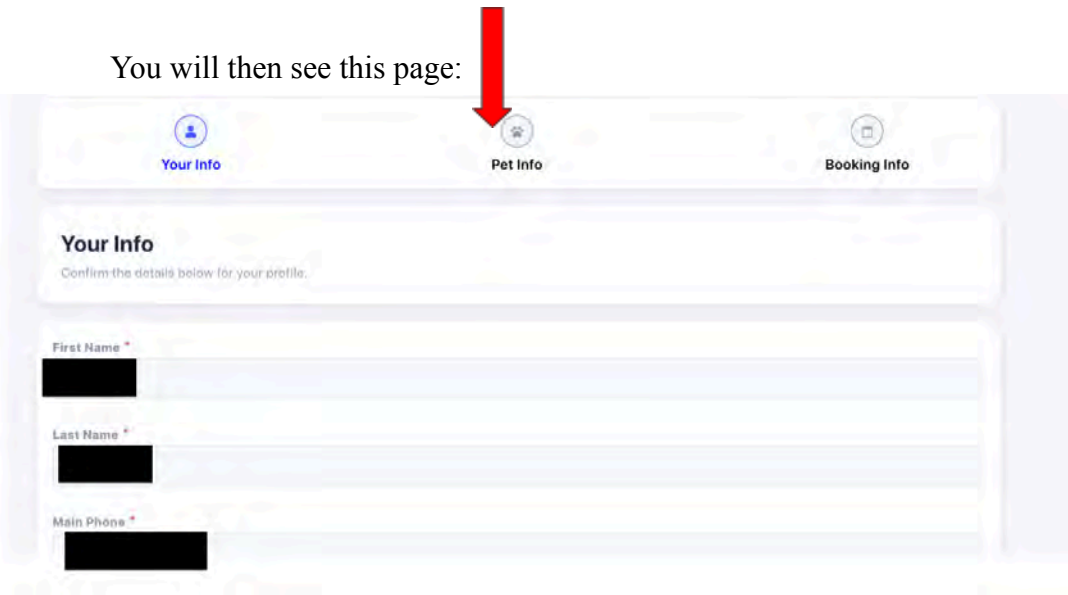 You will then see this page:
Your Info
Pet Info
Booking Info
Your Info
Confirm the details below for your profile.
First Name *
Last Name *
Main Phone *